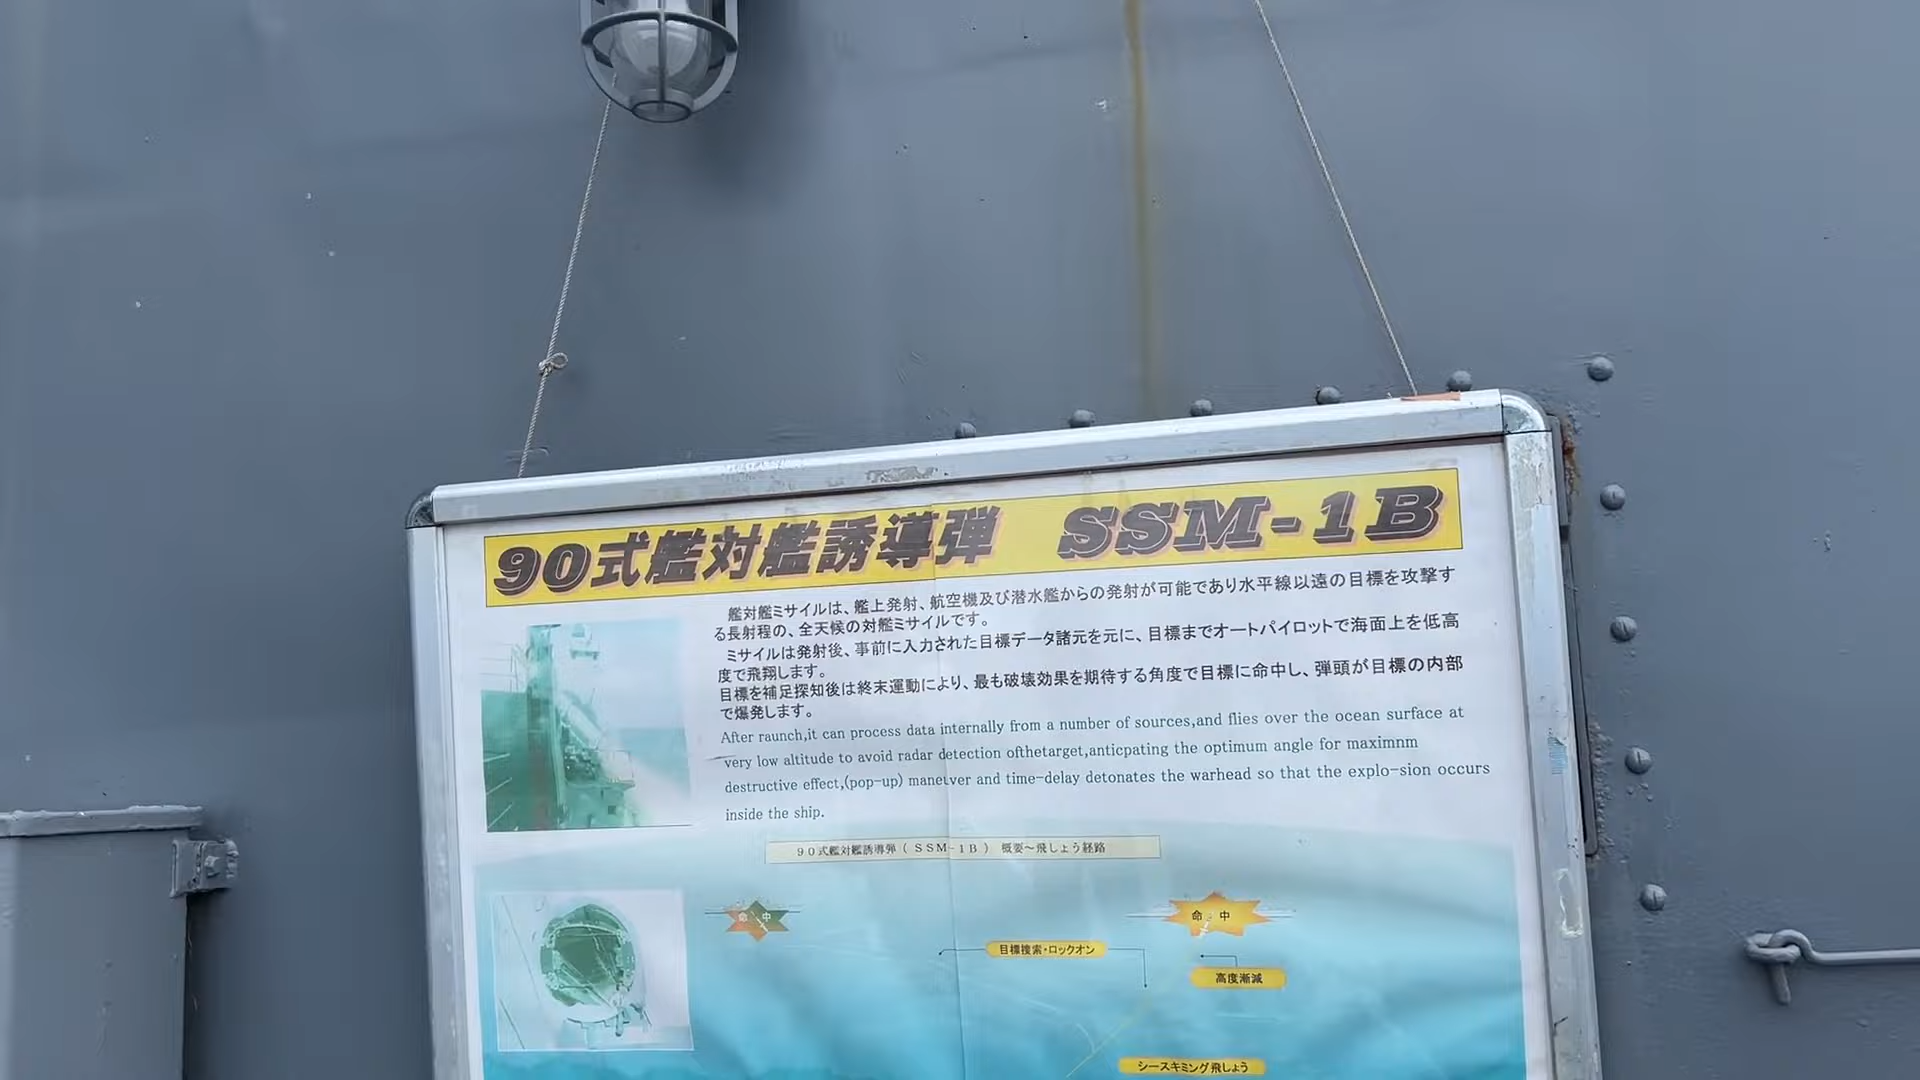 90式艦対艦誘導弾 SSM-1B
艦対艦ミサイルは、艦上発射、航空機及び潜水艦からの発射が可能であり水平線以遠の目標を攻撃す
る長射程の、全天候の対艦ミサイルです。
ミサイルは発射後、事前に入力された目標データ諸元を元に、目標までオートパイロットで海面上を低高
度で飛翔します。
目標を補足探知後は終末運動により、最も破壊効果を期待する角度で目標に命中し、弾頭が目標の内部
で爆発します。
After raunch,it can process data internally from a number of sources,and flies over the ocean surface at
very low altitude to avoid radar detection ofthetarget,anticpating the optimum angle for maximnm
destructive effect,(pop-up) maneuver and time-delay detonates the warhead so that the explo-sion occurs
inside the ship.
90式艦対艦誘導弾(SSM-1B) 概要~飛しょう経路
命中
命中
目標捜索・ロックオン
高度漸減
シースキミング飛しょう